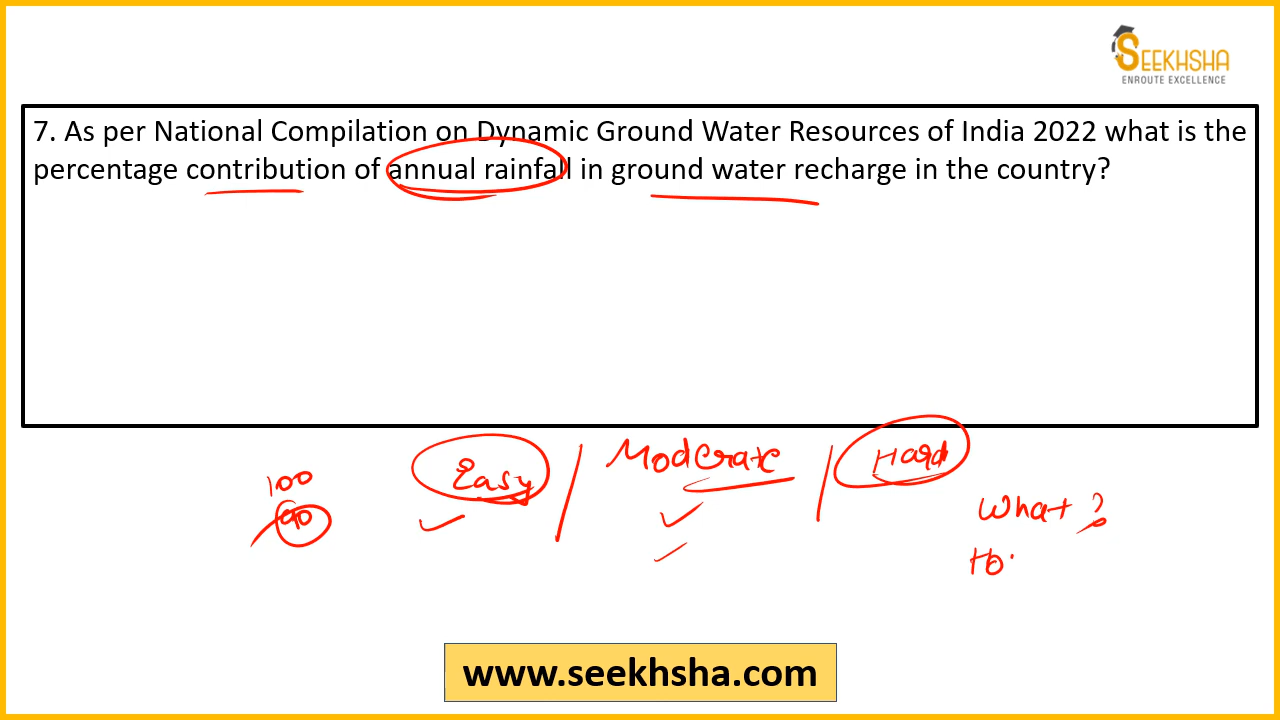 SEEKHSHA
ENROUTE EXCELLENCE
7. As per National Compilation on Dynamic Ground Water Resources of India 2022 what is the
percentage contribution of annual rainfall in ground water recharge in the country?
Easy / Moderate / Hard
100
90
What ?
Ho
www.seekhsha.com